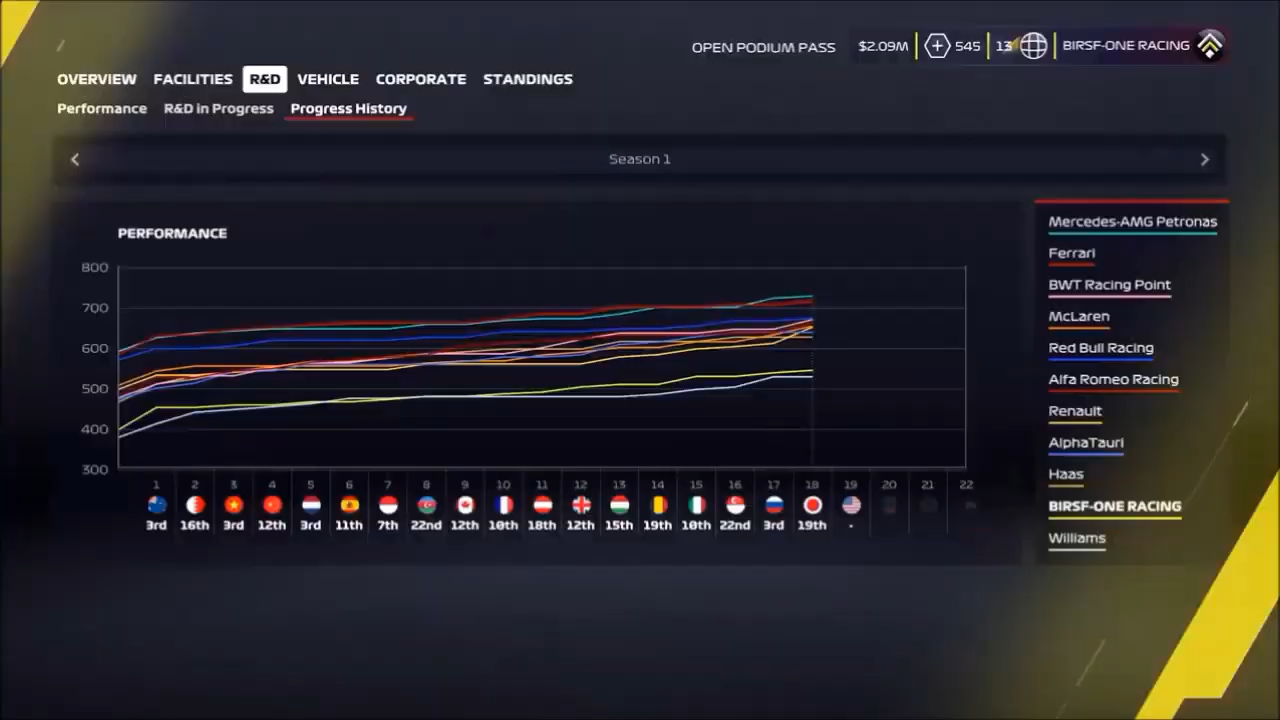 OPEN PODIUM PASS $2.09M 545 13 BIRSF-ONE RACING
OVERVIEW FACILITIES R&D VEHICLE CORPORATE STANDINGS
Performance R&D in Progress Progress History
Season 1
PERFORMANCE
800
700
600
500
400
300
1 2 3 4 5 6 7 8 9 10 11 12 13 14 15 16 17 18 19 20 21 22
3rd 16th 3rd 12th 3rd 11th 7th 22nd 12th 10th 18th 12th 15th 19th 10th 22nd 3rd 19th -
Mercedes-AMG Petronas
Ferrari
BWT Racing Point
McLaren
Red Bull Racing
Alfa Romeo Racing
Renault
AlphaTauri
Haas
BIRSF-ONE RACING
Williams